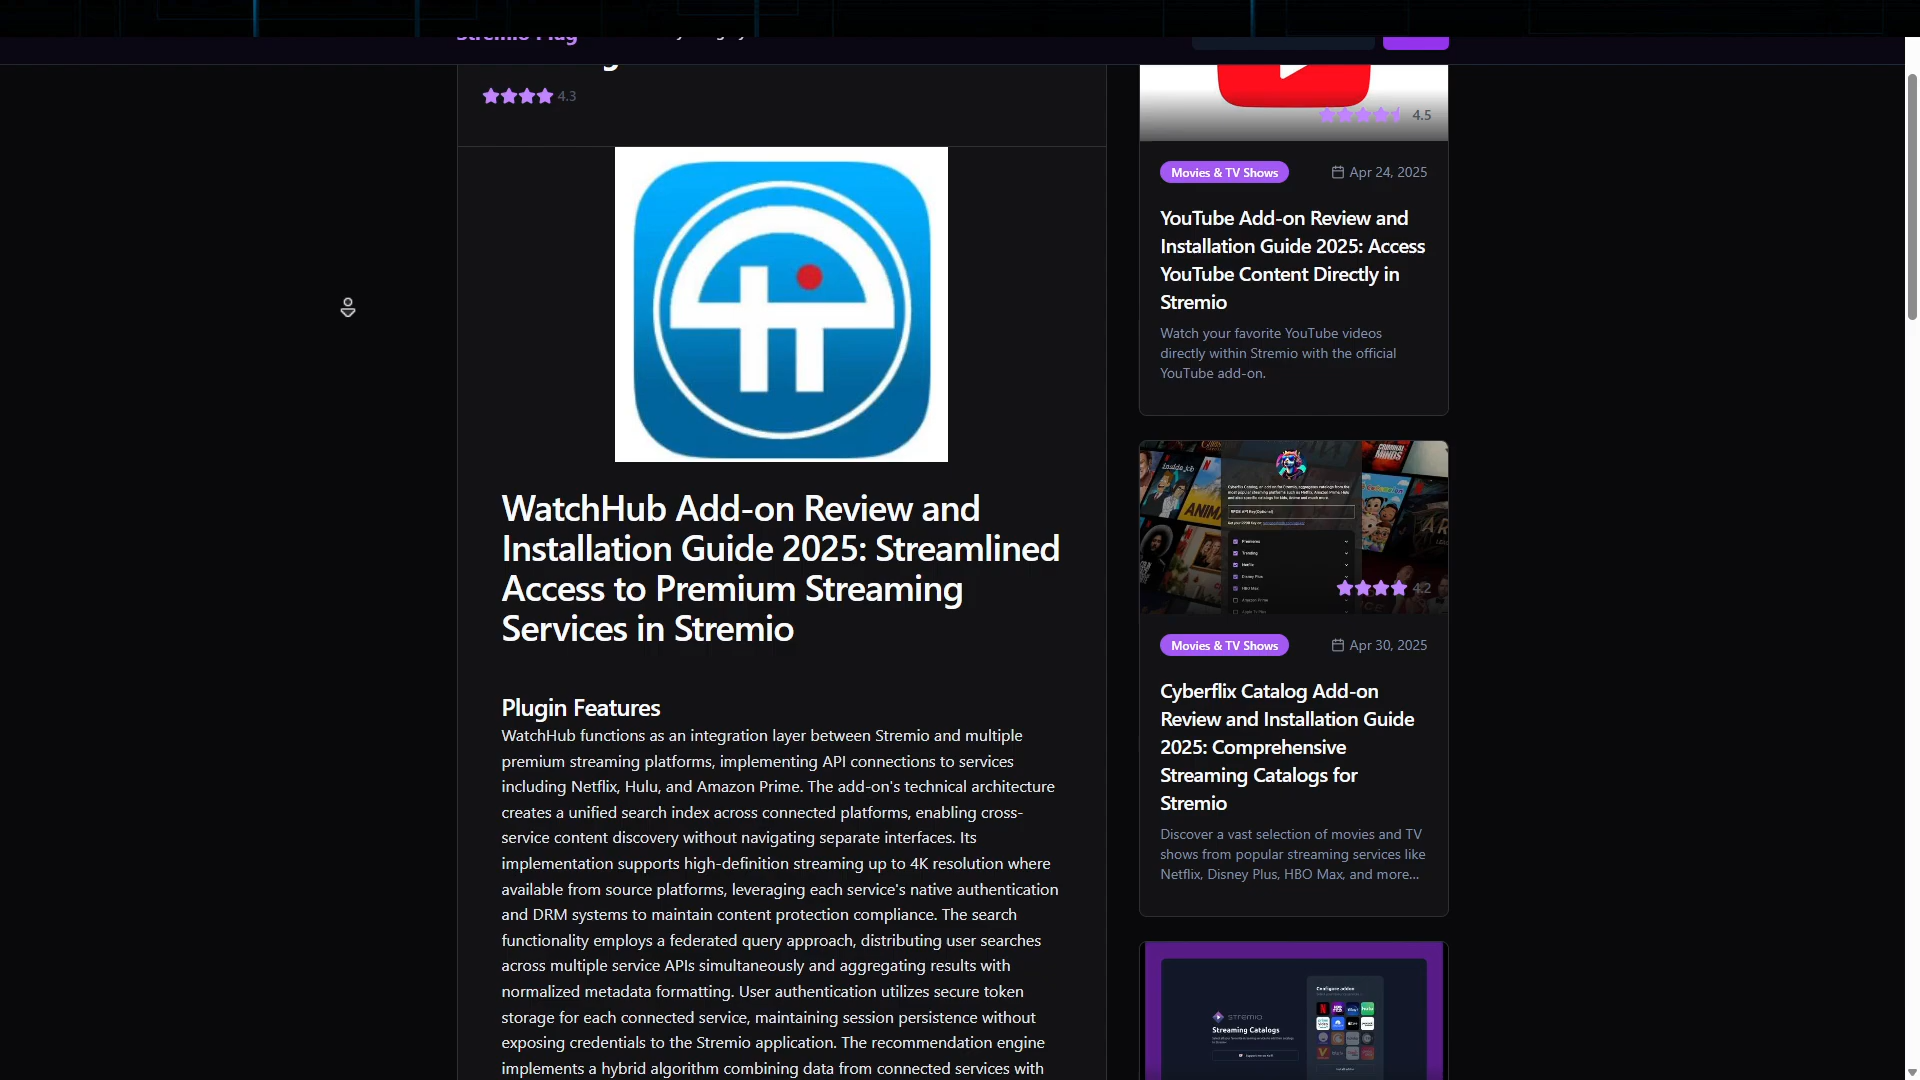 4.3
WatchHub Add-on Review and
Installation Guide 2025: Streamlined
Access to Premium Streaming
Services in Stremio
Plugin Features
WatchHub functions as an integration layer between Stremio and multiple
premium streaming platforms, implementing API connections to services
including Netflix, Hulu, and Amazon Prime. The add-on's technical architecture
creates a unified search index across connected platforms, enabling cross-
service content discovery without navigating separate interfaces. Its
implementation supports high-definition streaming up to 4K resolution where
available from source platforms, leveraging each service's native authentication
and DRM systems to maintain content protection compliance. The search
functionality employs a federated query approach, distributing user searches
across multiple service APIs simultaneously and aggregating results with
normalized metadata formatting. User authentication utilizes secure token
storage for each connected service, maintaining session persistence without
exposing credentials to the Stremio application. The recommendation engine
implements a hybrid algorithm combining data from connected services with
4.5
Movies & TV Shows
Apr 24, 2025
YouTube Add-on Review and
Installation Guide 2025: Access
YouTube Content Directly in
Stremio
Watch your favorite YouTube videos
directly within Stremio with the official
YouTube add-on.
4.2
Movies & TV Shows
Apr 30, 2025
Cyberflix Catalog Add-on
Review and Installation Guide
2025: Comprehensive
Streaming Catalogs for
Stremio
Discover a vast selection of movies and TV
shows from popular streaming services like
Netflix, Disney Plus, HBO Max, and more...
STREMIO
Streaming Catalogs
Configure addon